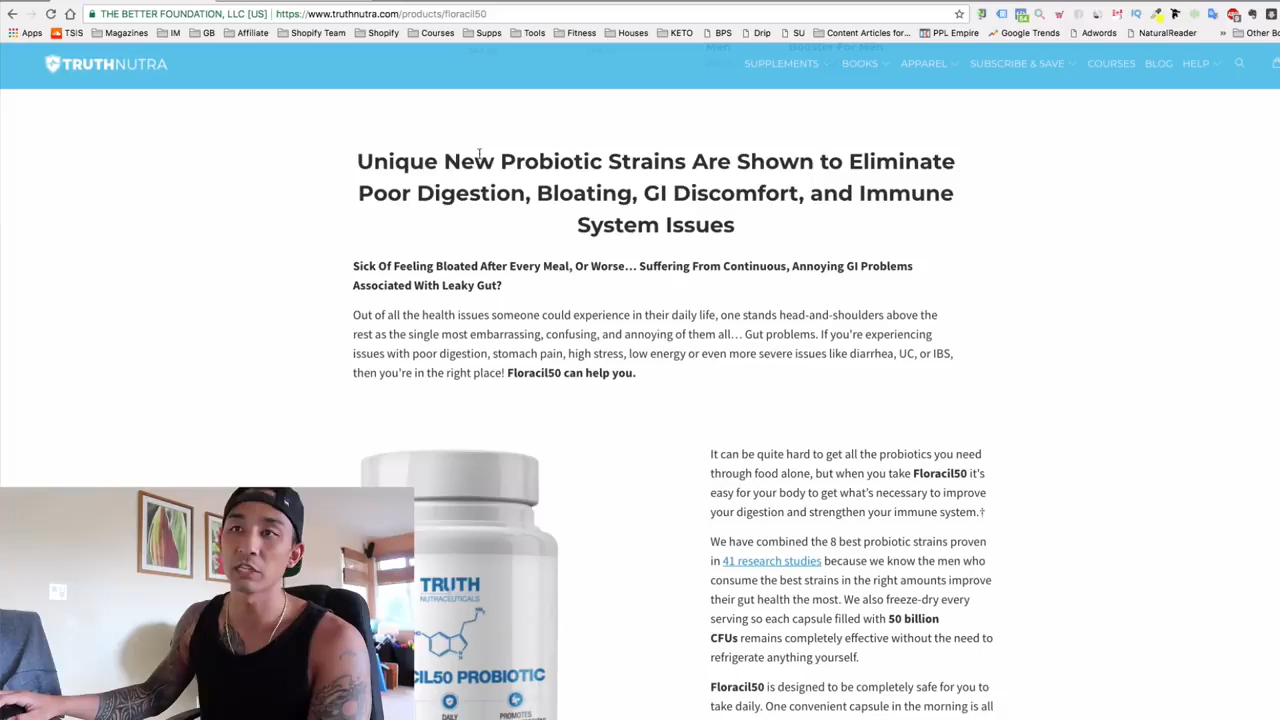 THE BETTER FOUNDATION, LLC [US] https://www.truthnutra.com/products/floracil50
Apps TSIS Magazines IM GB Affiliate Shopify Team Shopify Courses Supps Tools Fitness Houses KETO BPS Drip SU Content Articles for... PPL Empire Google Trends Adwords NaturalReader » Other Bo
TRUTHNUTRA SUPPLEMENTS BOOKS APPAREL SUBSCRIBE & SAVE COURSES BLOG HELP
Unique New Probiotic Strains Are Shown to Eliminate
Poor Digestion, Bloating, GI Discomfort, and Immune
System Issues
Sick Of Feeling Bloated After Every Meal, Or Worse… Suffering From Continuous, Annoying GI Problems
Associated With Leaky Gut?
Out of all the health issues someone could experience in their daily life, one stands head-and-shoulders above the
rest as the single most embarrassing, confusing, and annoying of them all… Gut problems. If you're experiencing
issues with poor digestion, stomach pain, high stress, low energy or even more severe issues like diarrhea, UC, or IBS,
then you're in the right place! Floracil50 can help you.
It can be quite hard to get all the probiotics you need
through food alone, but when you take Floracil50 it's
easy for your body to get what's necessary to improve
your digestion and strengthen your immune system.†
We have combined the 8 best probiotic strains proven
in 41 research studies because we know the men who
consume the best strains in the right amounts improve
their gut health the most. We also freeze-dry every
serving so each capsule filled with 50 billion
CFUs remains completely effective without the need to
refrigerate anything yourself.
Floracil50 is designed to be completely safe for you to
take daily. One convenient capsule in the morning is all
TRUTH
NUTRACEUTICALS
CIL50 PROBIOTIC
DAILY
PROMOTES